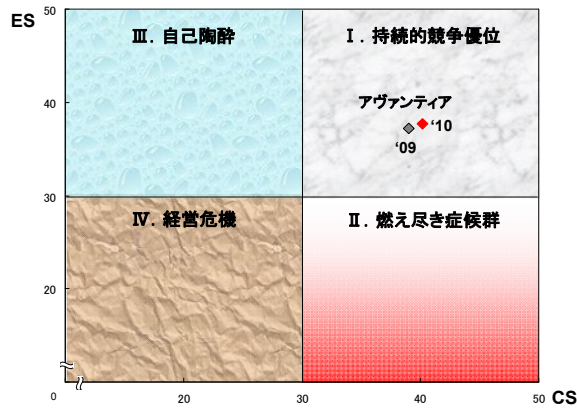 ES
50
Ⅲ. 自己陶酔
Ⅰ. 持続的競争優位
40
アヴァンティア
‘10
‘09
30
Ⅳ. 経営危機
Ⅱ. 燃え尽き症候群
20
0
20
30
40
50
CS